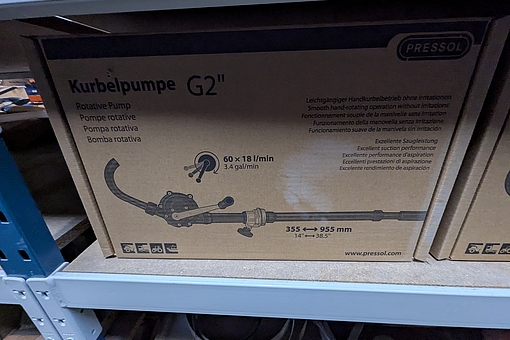 PRESSOL
Kurbelpumpe G2"
Rotative Pump
Pompe rotative
Pompa rotativa
Bomba rotativa
Leichtgängiger Handkurbelbetrieb ohne Irritationen
Smooth hand-rotating operation without irritations
Fonctionnement souple de la manivelle sans irritations
Funzionamento della manovella senza irritazioni
Funcionamiento suave de la manivela sin irritación
Exzellente Saugleistung
Excellent suction performance
Excellente performance d'aspiration
Eccellenti prestazioni d'aspirazione
Excelente rendimiento de aspiración
60 x 18 l/min
3.4 gal/min
355 ⟷ 955 mm
14" ⟷ 38.5"
www.pressol.com